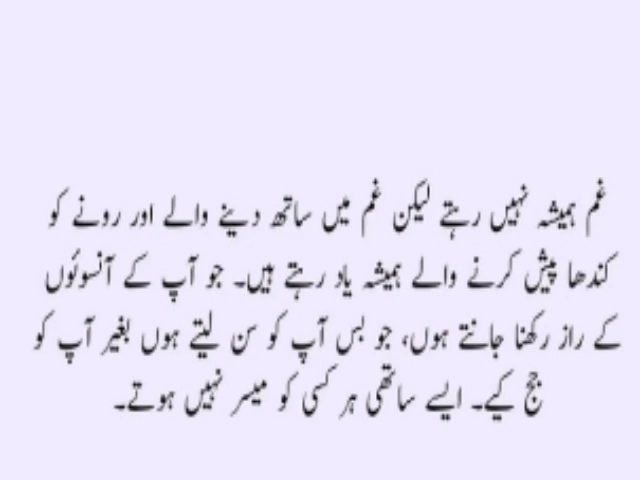 غم ہمیشہ نہیں رہتے لیکن غم میں ساتھ دینے والے اور رونے کو
کندھا پیش کرنے والے ہمیشہ یاد رہتے ہیں۔ جو آپ کے آنسوئوں
کے راز رکھنا جانتے ہوں، جو بس آپ کو سن لیتے ہوں بغیر آپ کو
جج کیے۔ ایسے ساتھی ہر کسی کو میسر نہیں ہوتے۔